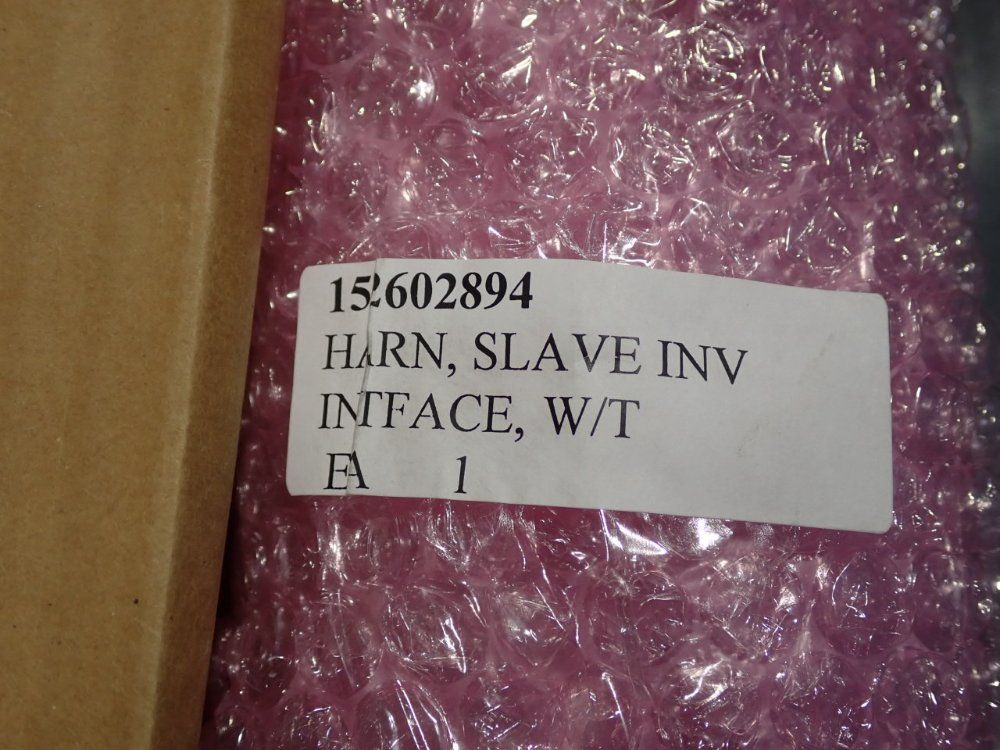 152602894
HARN, SLAVE INV
INTFACE, W/T
EA 1